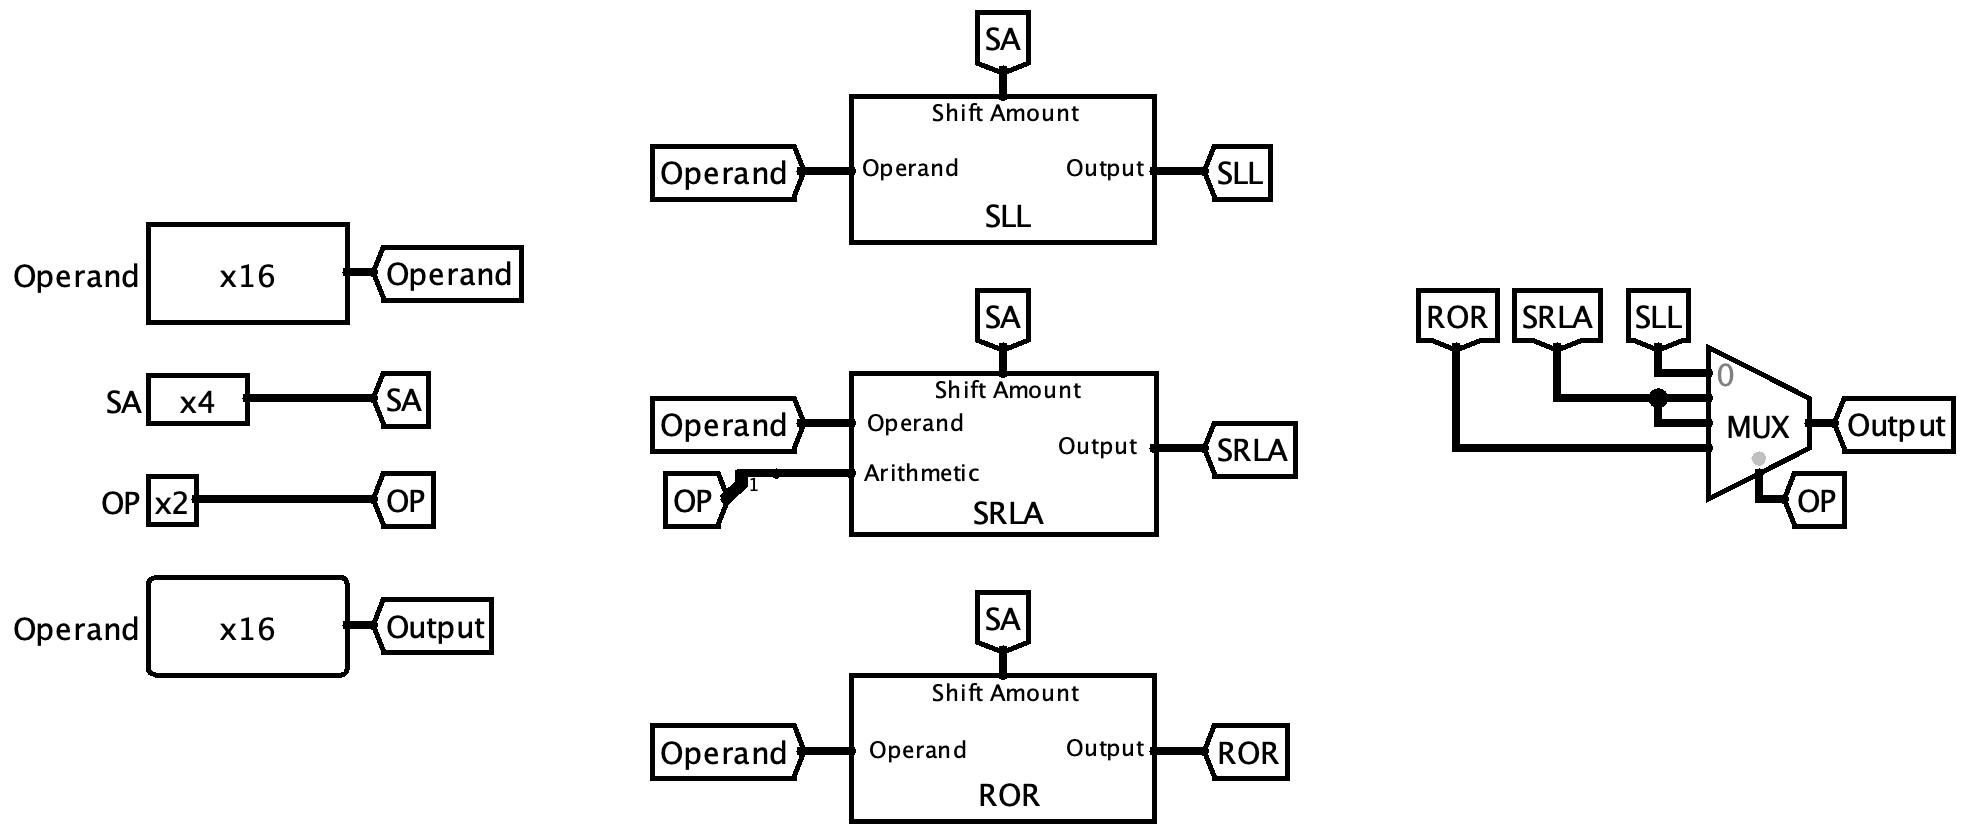 Operand
x16
Operand
SA
x4
SA
OP
x2
OP
Operand
x16
Output
SA
Shift Amount
Operand
Operand
Output
SLL
SLL
SA
Shift Amount
Operand
Operand
Output
SRLA
OP
1
Arithmetic
SRLA
SA
Shift Amount
Operand
Operand
Output
ROR
ROR
ROR
SRLA
SLL
0
MUX
Output
OP